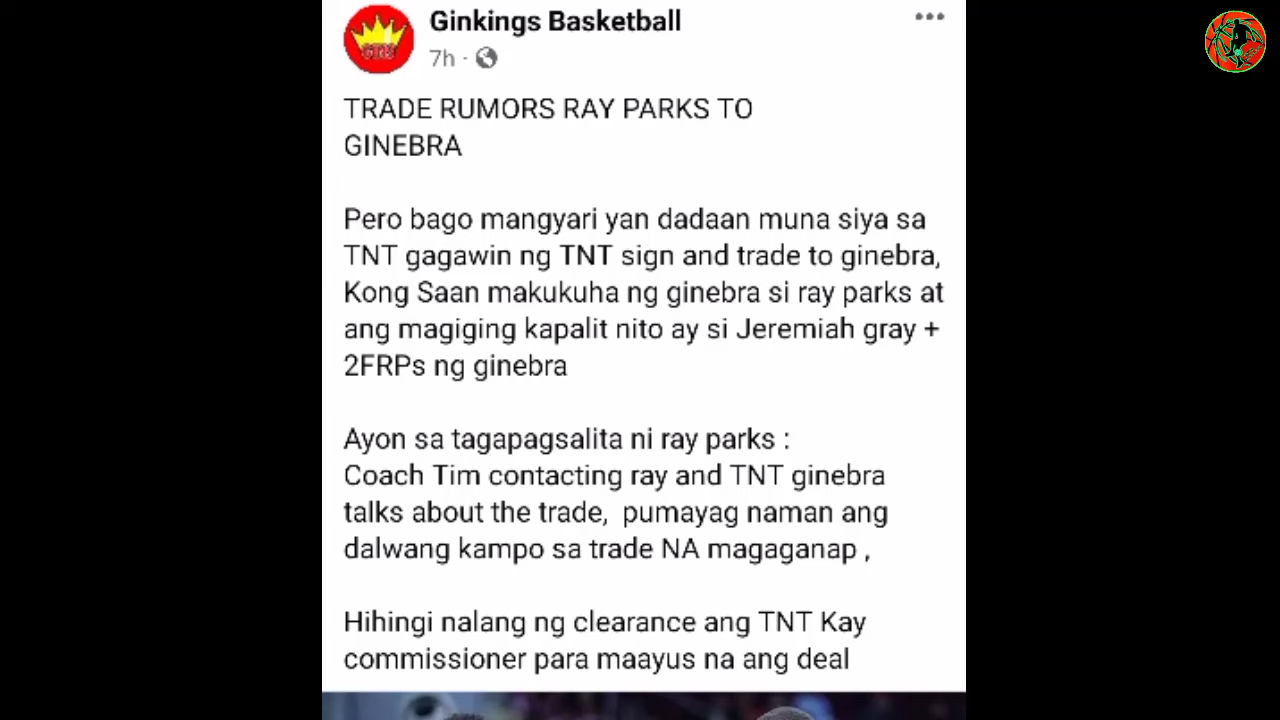 Ginkings Basketball
7h ·
TRADE RUMORS RAY PARKS TO
GINEBRA
Pero bago mangyari yan dadaan muna siya sa
TNT gagawin ng TNT sign and trade to ginebra,
Kong Saan makukuha ng ginebra si ray parks at
ang magiging kapalit nito ay si Jeremiah gray +
2FRPs ng ginebra
Ayon sa tagapagsalita ni ray parks :
Coach Tim contacting ray and TNT ginebra
talks about the trade,  pumayag naman ang
dalwang kampo sa trade NA magaganap ,
Hihingi nalang ng clearance ang TNT Kay
commissioner para maayus na ang deal